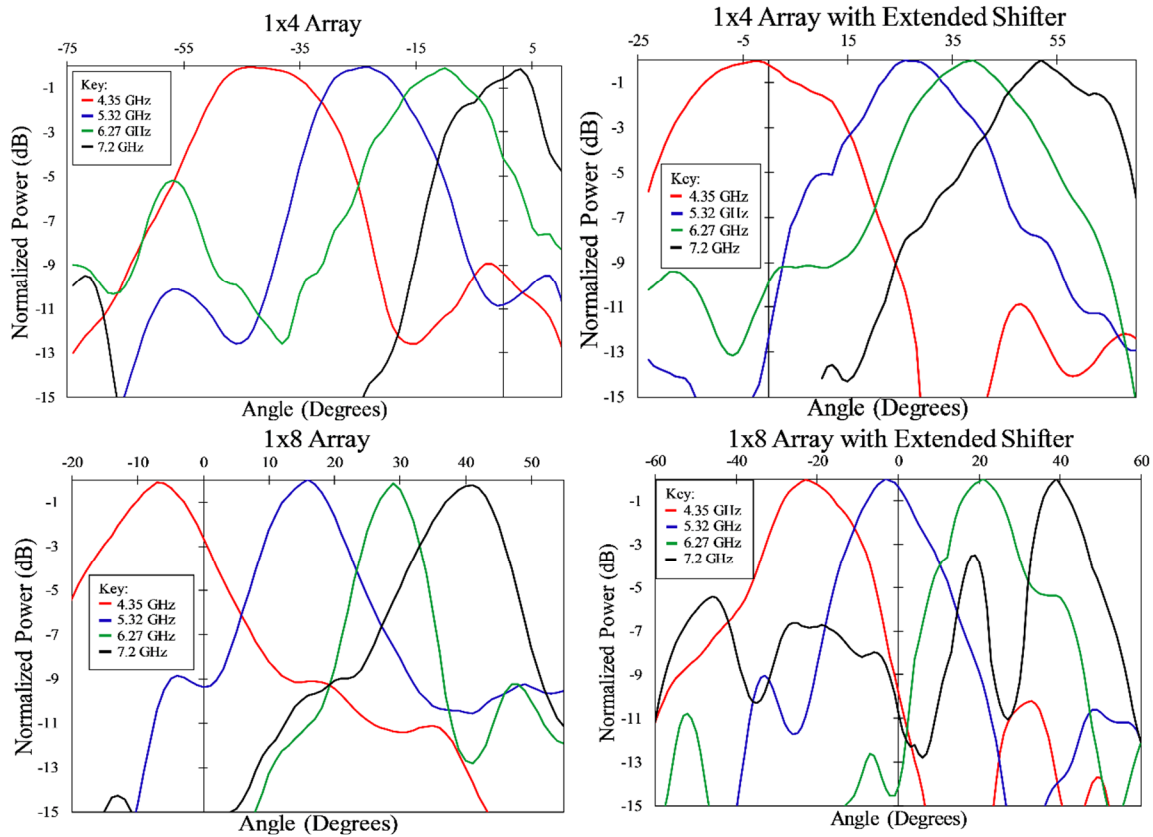 1x4 Array
-75 -55 -35 -15 5
Normalized Power (dB)
-1
-3
-5
-7
-9
-11
-13
-15
Key:
4.35 GHz
5.32 GHz
6.27 GHz
7.2 GHz
Angle (Degrees)
1x4 Array with Extended Shifter
-25 -5 15 35 55
Normalized Power (dB)
-1
-3
-5
-7
-9
-11
-13
-15
Key:
4.35 GHz
5.32 GHz
6.27 GHz
7.2 GHz
Angle (Degrees)
1x8 Array
-20 -10 0 10 20 30 40 50
Normalized Power (dB)
-1
-3
-5
-7
-9
-11
-13
-15
Key:
4.35 GHz
5.32 GHz
6.27 GHz
7.2 GHz
Angle (Degrees)
1x8 Array with Extended Shifter
-60 -40 -20 0 20 40 60
Normalized Power (dB)
-1
-3
-5
-7
-9
-11
-13
-15
Key:
4.35 GHz
5.32 GHz
6.27 GHz
7.2 GHz
Angle (Degrees)